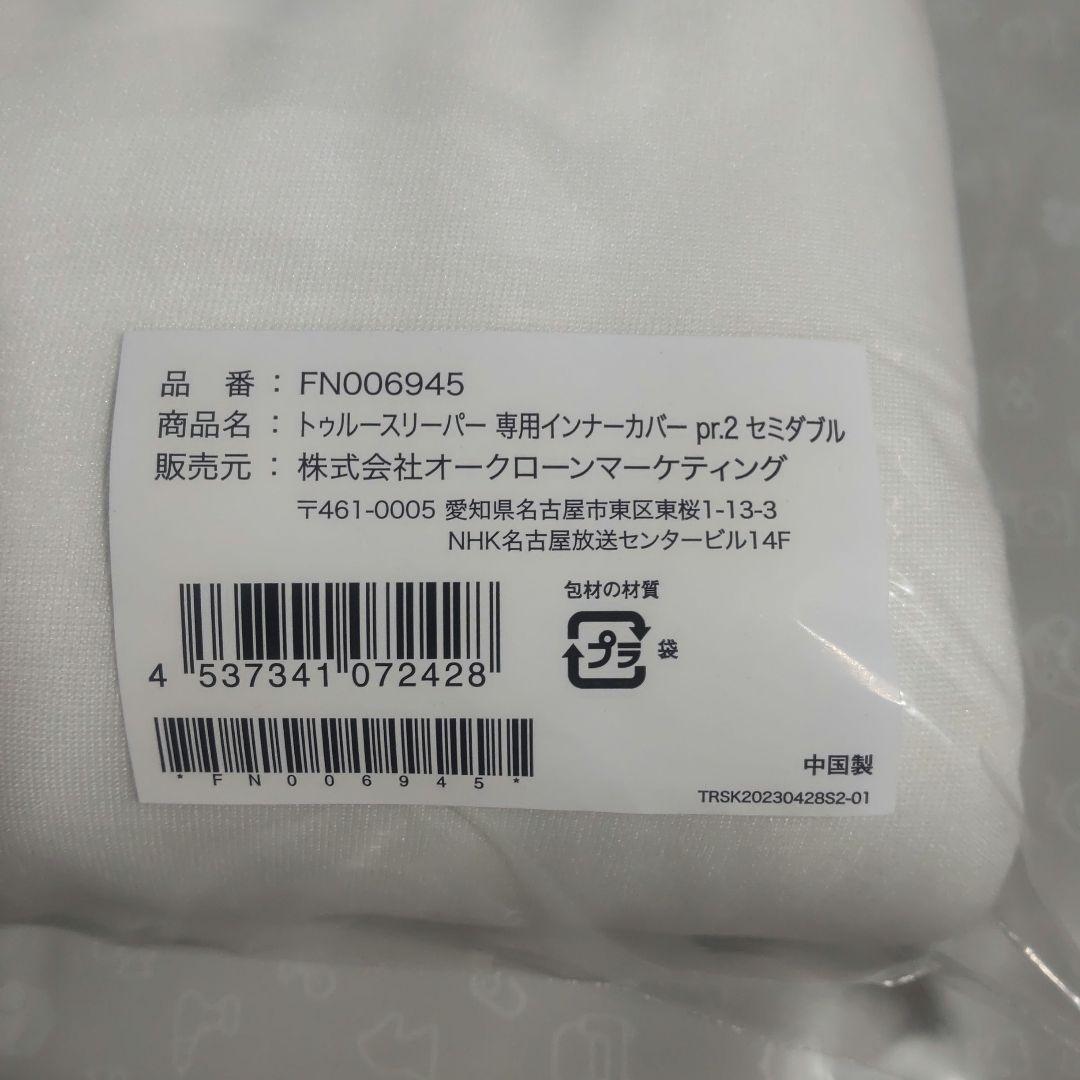 品 番 : FN006945
商品名 : トゥルースリーパー 専用インナーカバー pr.2 セミダブル
販売元 : 株式会社オークローンマーケティング
〒461-0005 愛知県名古屋市東区東桜1-13-3
NHK名古屋放送センタービル14F
包材の材質
プラ 袋
4 537341 072428
*FN006945*
中国製
TRSK20230428S2-01